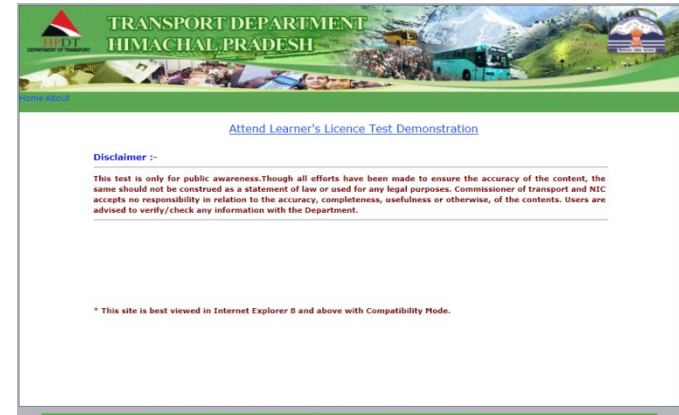 TRANSPORT DEPARTMENT
HIMACHAL PRADESH
HPDT
DEPARTMENT OF TRANSPORT
Home About
Attend Learner's Licence Test Demonstration
Disclaimer :-
This test is only for public awareness.Though all efforts have been made to ensure the accuracy of the content, the
same should not be construed as a statement of law or used for any legal purposes. Commissioner of transport and NIC
accepts no responsibility in relation to the accuracy, completeness, usefulness or otherwise, of the contents. Users are
advised to verify/check any information with the Department.
* This site is best viewed in Internet Explorer 8 and above with Compatibility Mode.